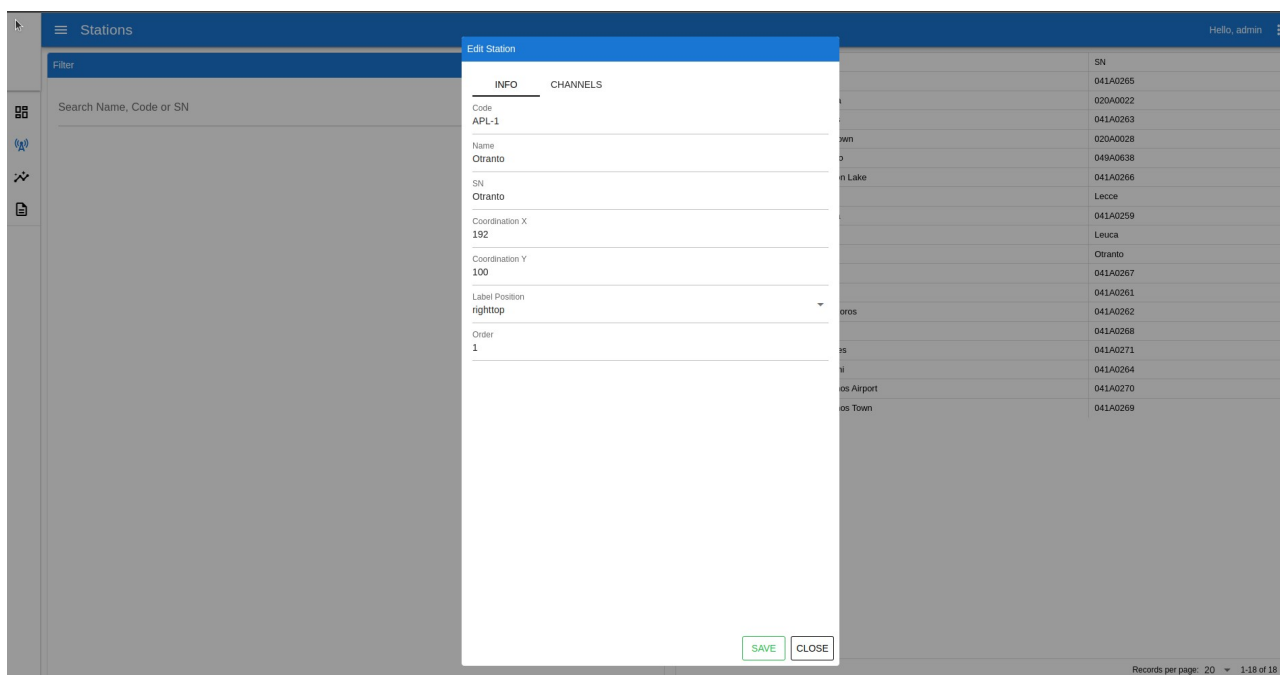 Stations
Hello, admin
Filter
Search Name, Code or SN
Edit Station
INFO
CHANNELS
Code
APL-1
Name
Otranto
SN
Otranto
Coordination X
192
Coordination Y
100
Label Position
righttop
Order
1
SAVE
CLOSE
SN
041A0265
020A0022
041A0263
own 020A0028
049A0638
en Lake 041A0266
Lecce
041A0259
Leuca
Otranto
041A0267
041A0261
oros 041A0262
041A0268
es 041A0271
ni 041A0264
os Airport 041A0270
os Town 041A0269
Records per page: 20 1-18 of 18